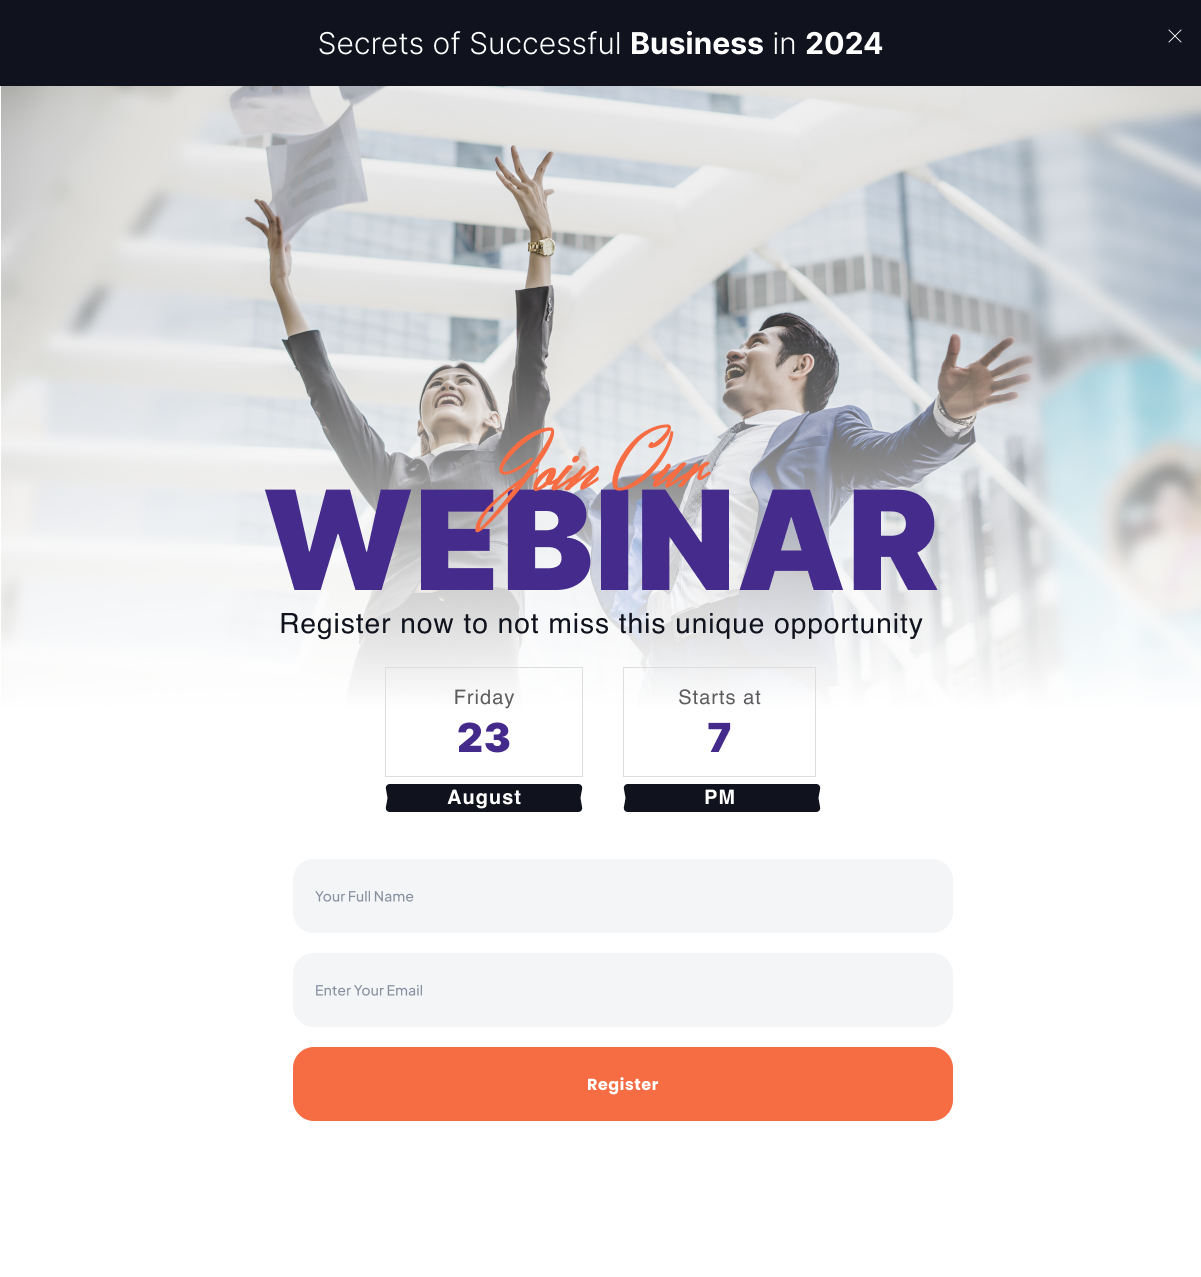 Secrets of Successful Business in 2024
Join Our
WEBINAR
Register now to not miss this unique opportunity
Friday
23
August
Starts at
7
PM
Your Full Name
Enter Your Email
Register